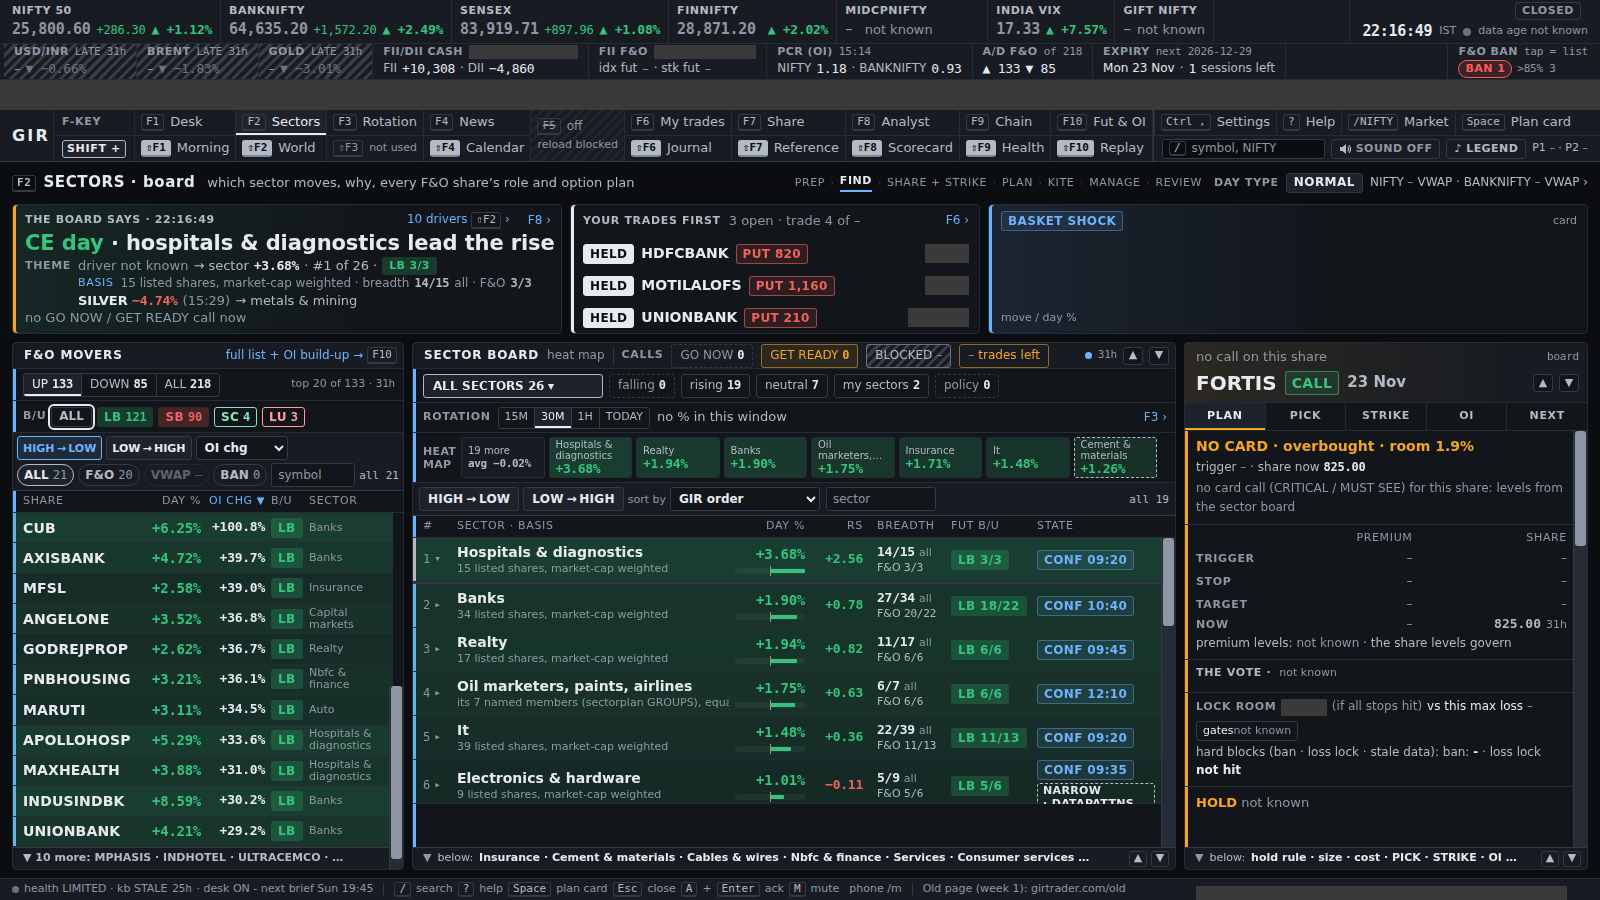 NIFTY 50 BANKNIFTY SENSEX FINNIFTY MIDCPNIFTY INDIA VIX GIFT NIFTY CLOSED
25,800.60 +286.30 ▲ +1.12% 64,635.20 +1,572.20 ▲ +2.49% 83,919.71 +897.96 ▲ +1.08% 28,871.20 ▲ +2.02% – not known 17.33 ▲ +7.57% – not known 22:16:49 IST data age not known
USD/INR LATE 31h BRENT LATE 31h GOLD LATE 31h FII/DII CASH FII F&O PCR (OI) 15:14 A/D F&O of 218 EXPIRY next 2026-12-29 F&O BAN tap = list
– ▼ −0.66% – ▼ −1.83% – ▼ −3.01% FII +10,308 · DII −4,860 idx fut – · stk fut – NIFTY 1.18 · BANKNIFTY 0.93 ▲ 133 ▼ 85 Mon 23 Nov · 1 sessions left BAN 1 >85% 3
GIR F-KEY F1 Desk F2 Sectors F3 Rotation F4 News F5 off F6 My trades F7 Share F8 Analyst F9 Chain F10 Fut & OI Ctrl , Settings ? Help /NIFTY Market Space Plan card
SHIFT + ⇧F1 Morning ⇧F2 World ⇧F3 not used ⇧F4 Calendar reload blocked ⇧F6 Journal ⇧F7 Reference ⇧F8 Scorecard ⇧F9 Health ⇧F10 Replay / symbol, NIFTY SOUND OFF ♪ LEGEND P1 – · P2 –
F2 SECTORS · board which sector moves, why, every F&O share’s role and option plan PREP › FIND › SHARE + STRIKE › PLAN › KITE › MANAGE › REVIEW DAY TYPE NORMAL NIFTY – VWAP · BANKNIFTY – VWAP ›
THE BOARD SAYS · 22:16:49 10 drivers ⇧F2 › F8 ›
CE day · hospitals & diagnostics lead the rise
THEME driver not known → sector +3.68% · #1 of 26 · LB 3/3
BASIS 15 listed shares, market-cap weighted · breadth 14/15 all · F&O 3/3
SILVER −4.74% (15:29) → metals & mining
no GO NOW / GET READY call now
YOUR TRADES FIRST 3 open · trade 4 of – F6 ›
HELD HDFCBANK PUT 820
HELD MOTILALOFS PUT 1,160
HELD UNIONBANK PUT 210
BASKET SHOCK card
move / day %
F&O MOVERS full list + OI build-up → F10
UP 133 DOWN 85 ALL 218 top 20 of 133 · 31h
B/U ALL LB 121 SB 90 SC 4 LU 3
HIGH→LOW LOW→HIGH OI chg
ALL 21 F&O 20 VWAP – BAN 0 symbol all 21
SHARE DAY % OI CHG ▼ B/U SECTOR
CUB +6.25% +100.8% LB Banks
AXISBANK +4.72% +39.7% LB Banks
MFSL +2.58% +39.0% LB Insurance
ANGELONE +3.52% +36.8% LB Capital markets
GODREJPROP +2.62% +36.7% LB Realty
PNBHOUSING +3.21% +36.1% LB Nbfc & finance
MARUTI +3.11% +34.5% LB Auto
APOLLOHOSP +5.29% +33.6% LB Hospitals & diagnostics
MAXHEALTH +3.88% +31.0% LB Hospitals & diagnostics
INDUSINDBK +8.59% +30.2% LB Banks
UNIONBANK +4.21% +29.2% LB Banks
▼ 10 more: MPHASIS · INDHOTEL · ULTRACEMCO · …
SECTOR BOARD heat map CALLS GO NOW 0 GET READY 0 BLOCKED – – trades left 31h ▲ ▼
ALL SECTORS 26 ▾ falling 0 rising 19 neutral 7 my sectors 2 policy 0
ROTATION 15M 30M 1H TODAY no % in this window F3 ›
HEAT MAP 19 more avg −0.02% Hospitals & diagnostics +3.68% Realty +1.94% Banks +1.90% Oil marketers,… +1.75% Insurance +1.71% It +1.48% Cement & materials +1.26%
HIGH→LOW LOW→HIGH sort by GIR order sector all 19
# SECTOR · BASIS DAY % RS BREADTH FUT B/U STATE
1 ▾ Hospitals & diagnostics +3.68% +2.56 14/15 all LB 3/3 CONF 09:20
15 listed shares, market-cap weighted F&O 3/3
2 ▸ Banks +1.90% +0.78 27/34 all LB 18/22 CONF 10:40
34 listed shares, market-cap weighted F&O 20/22
3 ▸ Realty +1.94% +0.82 11/17 all LB 6/6 CONF 09:45
17 listed shares, market-cap weighted F&O 6/6
4 ▸ Oil marketers, paints, airlines +1.75% +0.63 6/7 all LB 6/6 CONF 12:10
its 7 named members (sectorplan GROUPS), equa F&O 6/6
5 ▸ It +1.48% +0.36 22/39 all LB 11/13 CONF 09:20
39 listed shares, market-cap weighted F&O 11/13
6 ▸ Electronics & hardware +1.01% −0.11 5/9 all LB 5/6 CONF 09:35
9 listed shares, market-cap weighted F&O 5/6 NARROW
· DATAPATTNS
▼ below: Insurance · Cement & materials · Cables & wires · Nbfc & finance · Services · Consumer services … ▲ ▼
no call on this share board
FORTIS CALL 23 Nov ▲ ▼
PLAN PICK STRIKE OI NEXT
NO CARD · overbought · room 1.9%
trigger – · share now 825.00
no card call (CRITICAL / MUST SEE) for this share: levels from
the sector board
PREMIUM SHARE
TRIGGER – –
STOP – –
TARGET – –
NOW – 825.00 31h
premium levels: not known · the share levels govern
THE VOTE · not known
LOCK ROOM (if all stops hit) vs this max loss –
gatesnot known
hard blocks (ban · loss lock · stale data): ban: - · loss lock
not hit
HOLD not known
▼ below: hold rule · size · cost · PICK · STRIKE · OI … ▲ ▼
health LIMITED · kb STALE 25h · desk ON - next brief Sun 19:45 / search ? help Space plan card Esc close A + Enter ack M mute phone /m Old page (week 1): girtrader.com/old